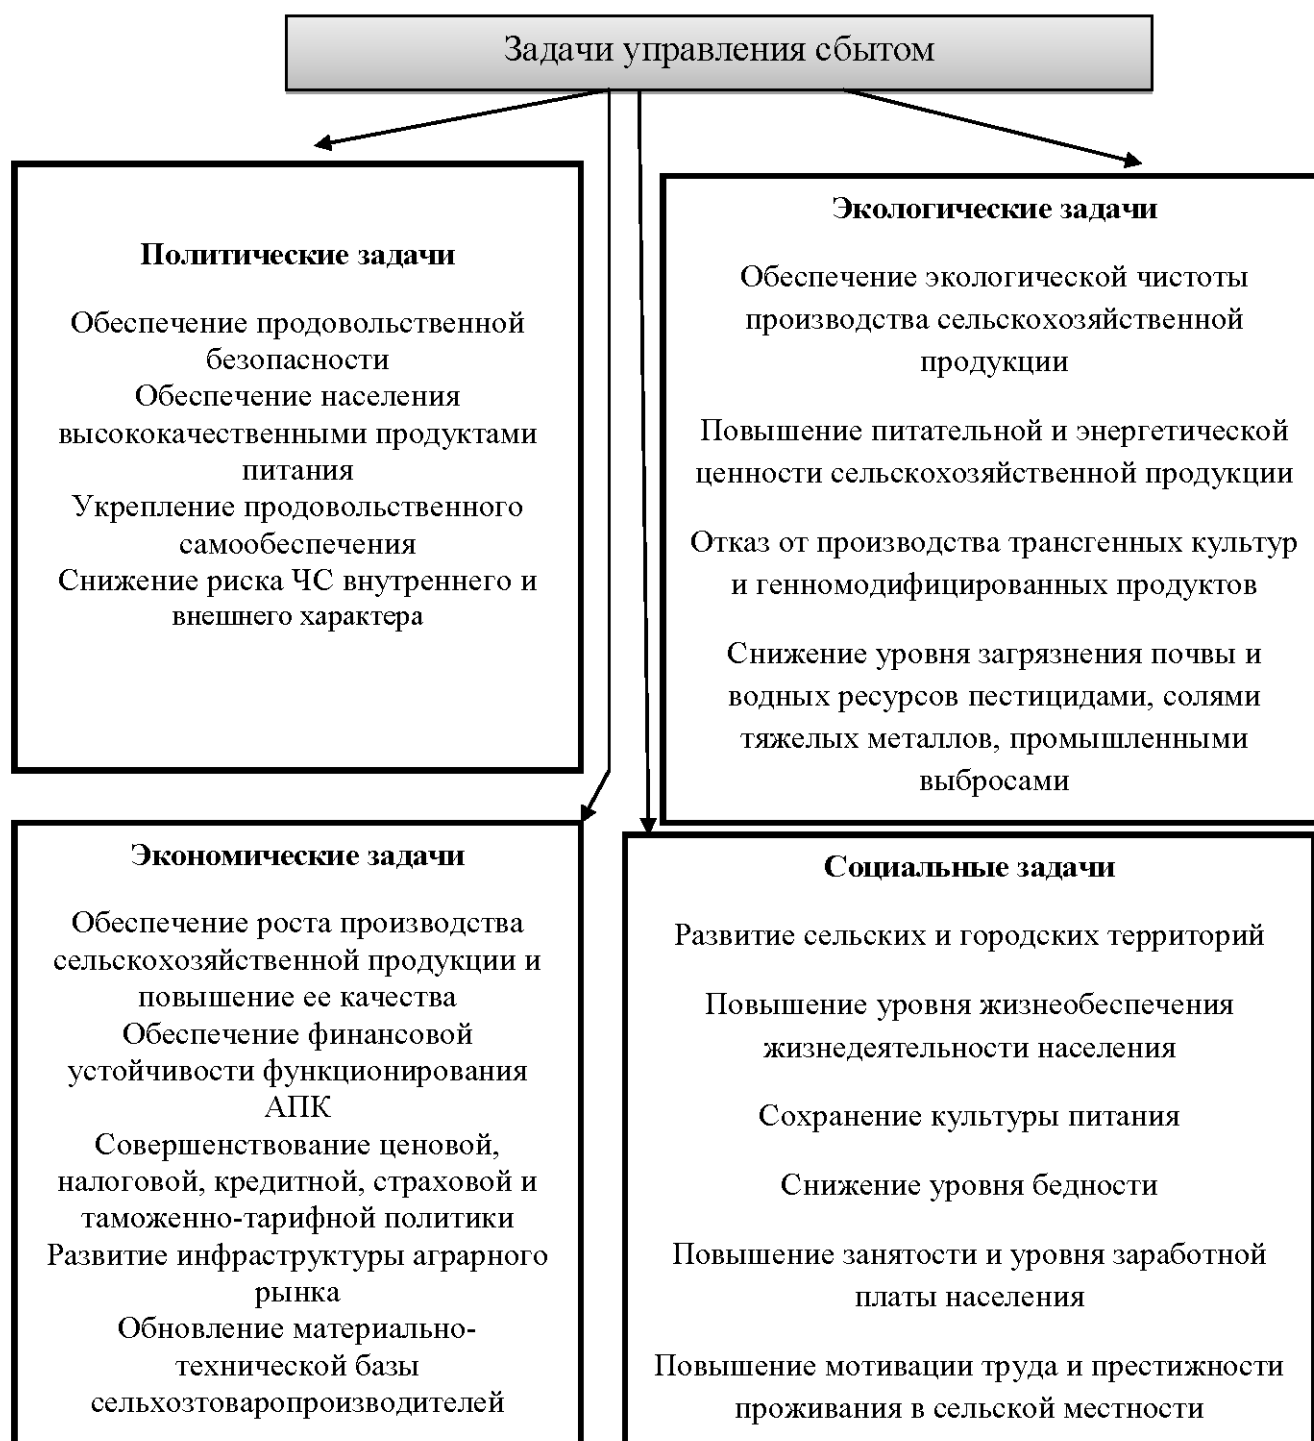 Задачи управления сбытом
Политические задачи
Обеспечение продовольственной
безопасности
Обеспечение населения
высококачественными продуктами
питания
Укрепление продовольственного
самообеспечения
Снижение риска ЧС внутреннего и
внешнего характера
Экологические задачи
Обеспечение экологической чистоты
производства сельскохозяйственной
продукции
Повышение питательной и энергетической
ценности сельскохозяйственной продукции
Отказ от производства трансгенных культур
и генномодифицированных продуктов
Снижение уровня загрязнения почвы и
водных ресурсов пестицидами, солями
тяжелых металлов, промышленными
выбросами
Экономические задачи
Обеспечение роста производства
сельскохозяйственной продукции и
повышение ее качества
Обеспечение финансовой
устойчивости функционирования
АПК
Совершенствование ценовой,
налоговой, кредитной, страховой и
таможенно-тарифной политики
Развитие инфраструктуры аграрного
рынка
Обновление материально-
технической базы
сельхозтоваропроизводителей
Социальные задачи
Развитие сельских и городских территорий
Повышение уровня жизнеобеспечения
жизнедеятельности населения
Сохранение культуры питания
Снижение уровня бедности
Повышение занятости и уровня заработной
платы населения
Повышение мотивации труда и престижности
проживания в сельской местности